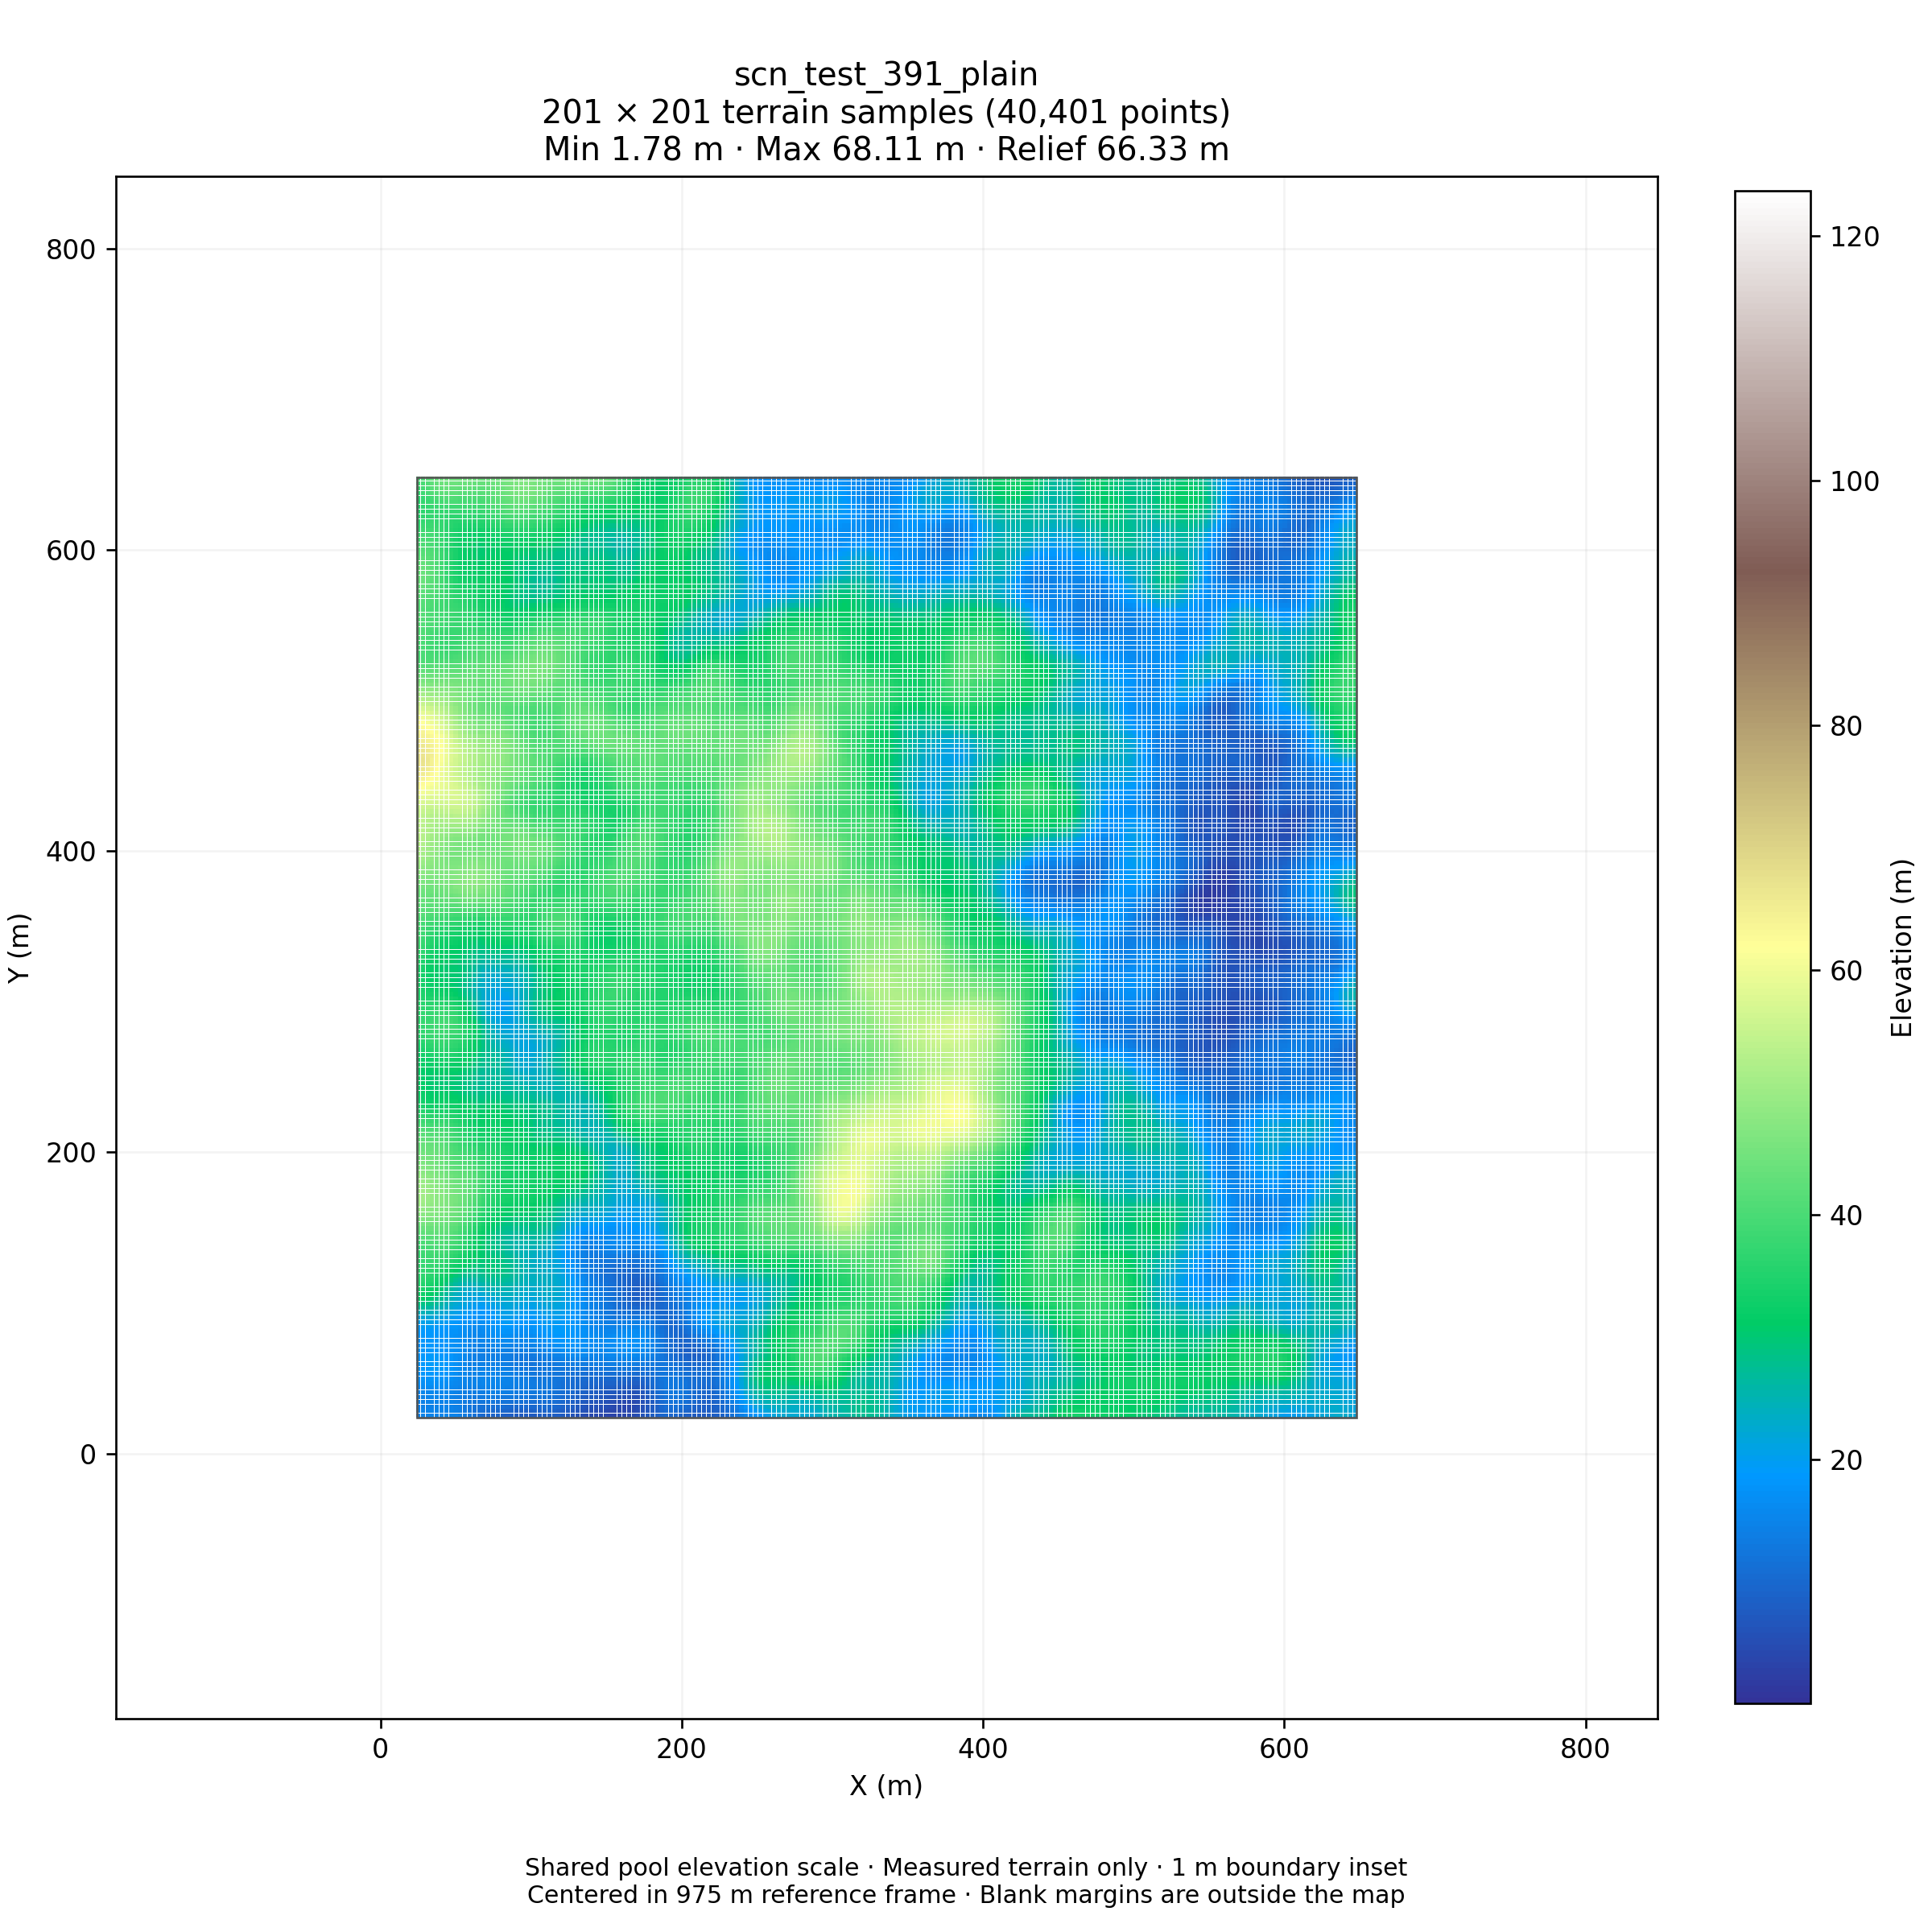 scn_test_391_plain
201 × 201 terrain samples (40,401 points)
Min 1.78 m · Max 68.11 m · Relief 66.33 m
800
600
400
200
0
Y (m)
0
200
400
600
800
X (m)
120
100
80
60
40
20
Elevation (m)
Shared pool elevation scale · Measured terrain only · 1 m boundary inset
Centered in 975 m reference frame · Blank margins are outside the map